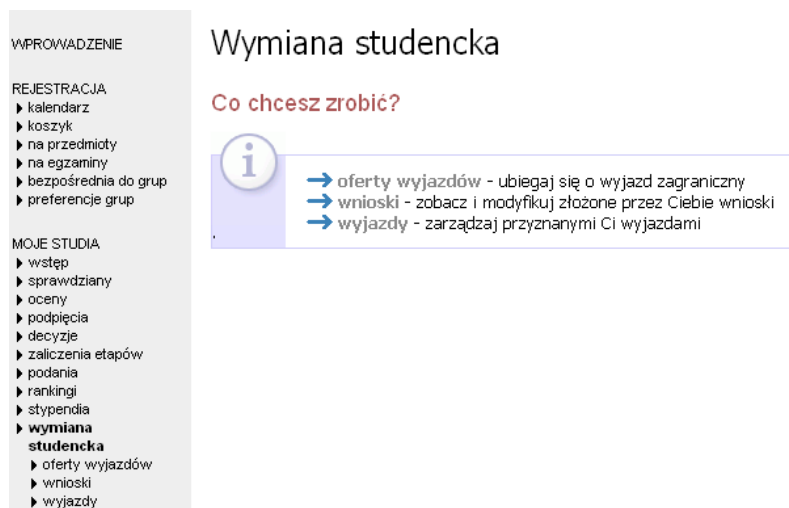 WPROWADZENIE
REJESTRACJA
kalendarz
koszyk
na przedmioty
na egzaminy
bezpośrednia do grup
preferencje grup
MOJE STUDIA
wstęp
sprawdziany
oceny
podpięcia
decyzje
zaliczenia etapów
podania
rankingi
stypendia
wymiana
studencka
oferty wyjazdów
wnioski
wyjazdy
Wymiana studencka
Co chcesz zrobić?
oferty wyjazdów - ubiegaj się o wyjazd zagraniczny
wnioski - zobacz i modyfikuj złożone przez Ciebie wnioski
wyjazdy - zarządzaj przyznanymi Ci wyjazdami